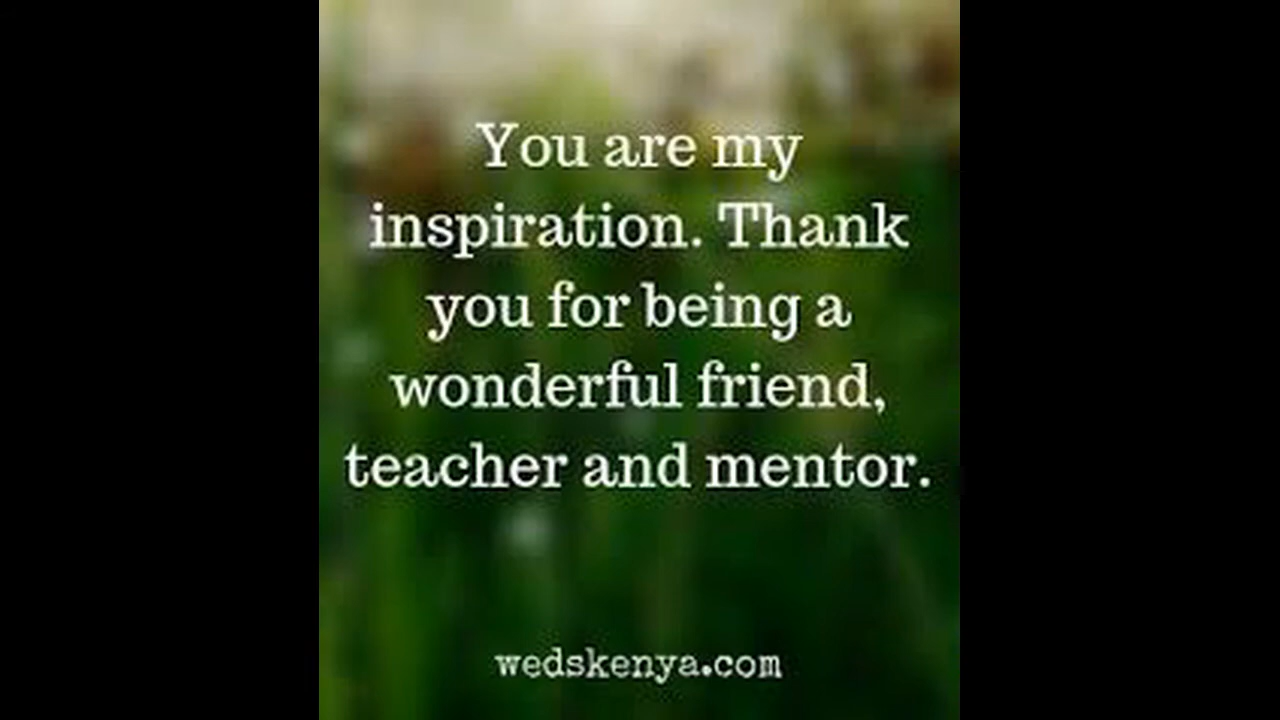 You are my
inspiration. Thank
you for being a
wonderful friend,
teacher and mentor.
wedskenya.com